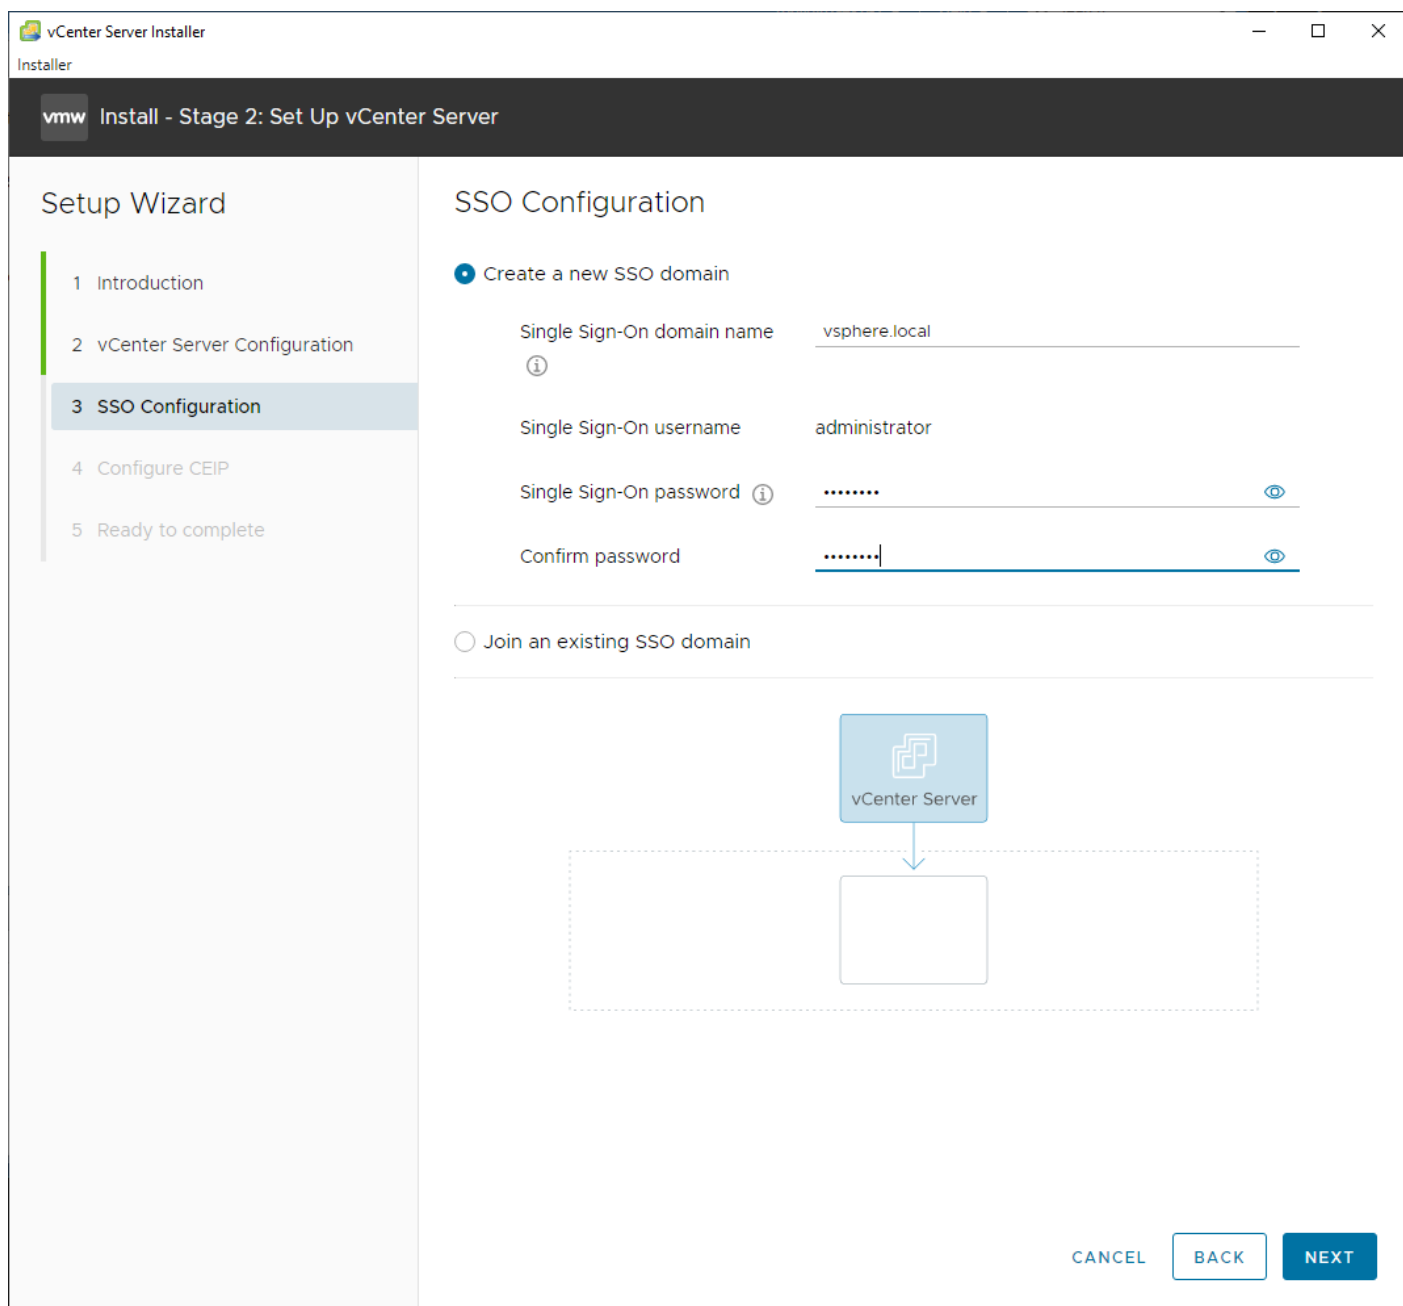 vCenter Server Installer
Installer
vmw Install - Stage 2: Set Up vCenter Server
Setup Wizard
1 Introduction
2 vCenter Server Configuration
3 SSO Configuration
4 Configure CEIP
5 Ready to complete
SSO Configuration
Create a new SSO domain
Single Sign-On domain name vsphere.local
Single Sign-On username administrator
Single Sign-On password ••••••••
Confirm password ••••••••
Join an existing SSO domain
vCenter Server
CANCEL BACK NEXT